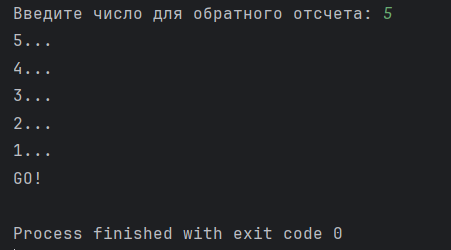 Введите число для обратного отсчета: 5
5...
4...
3...
2...
1...
GO!
Process finished with exit code 0